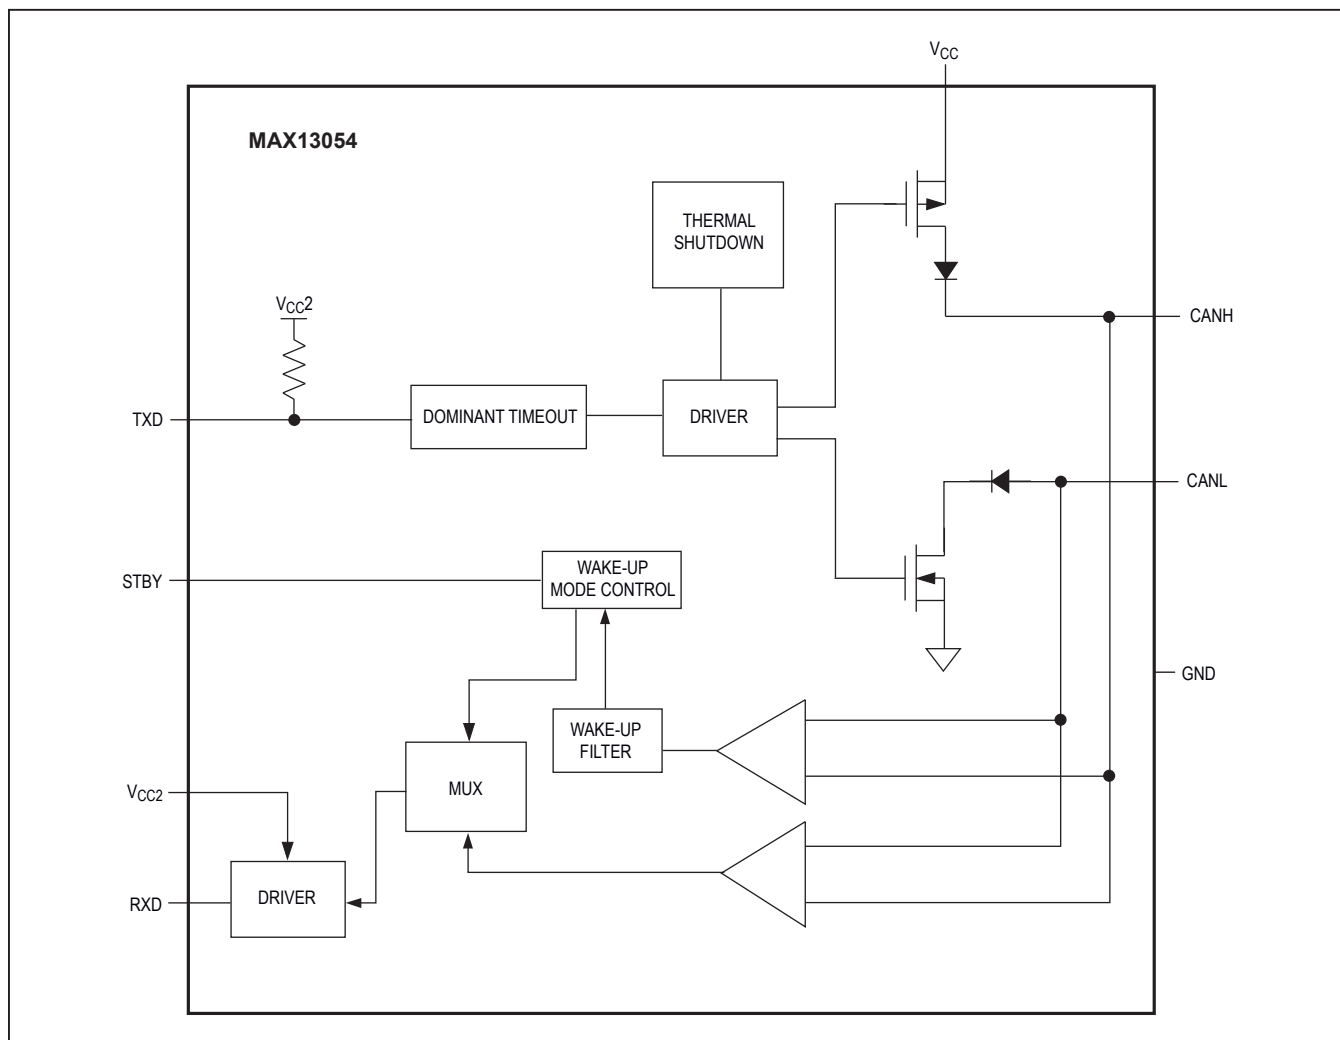 VCC
MAX13054
THERMAL
SHUTDOWN
VCC2
CANH
TXD
DOMINANT TIMEOUT
DRIVER
CANL
STBY
WAKE-UP
MODE CONTROL
GND
WAKE-UP
FILTER
VCC2
MUX
RXD
DRIVER